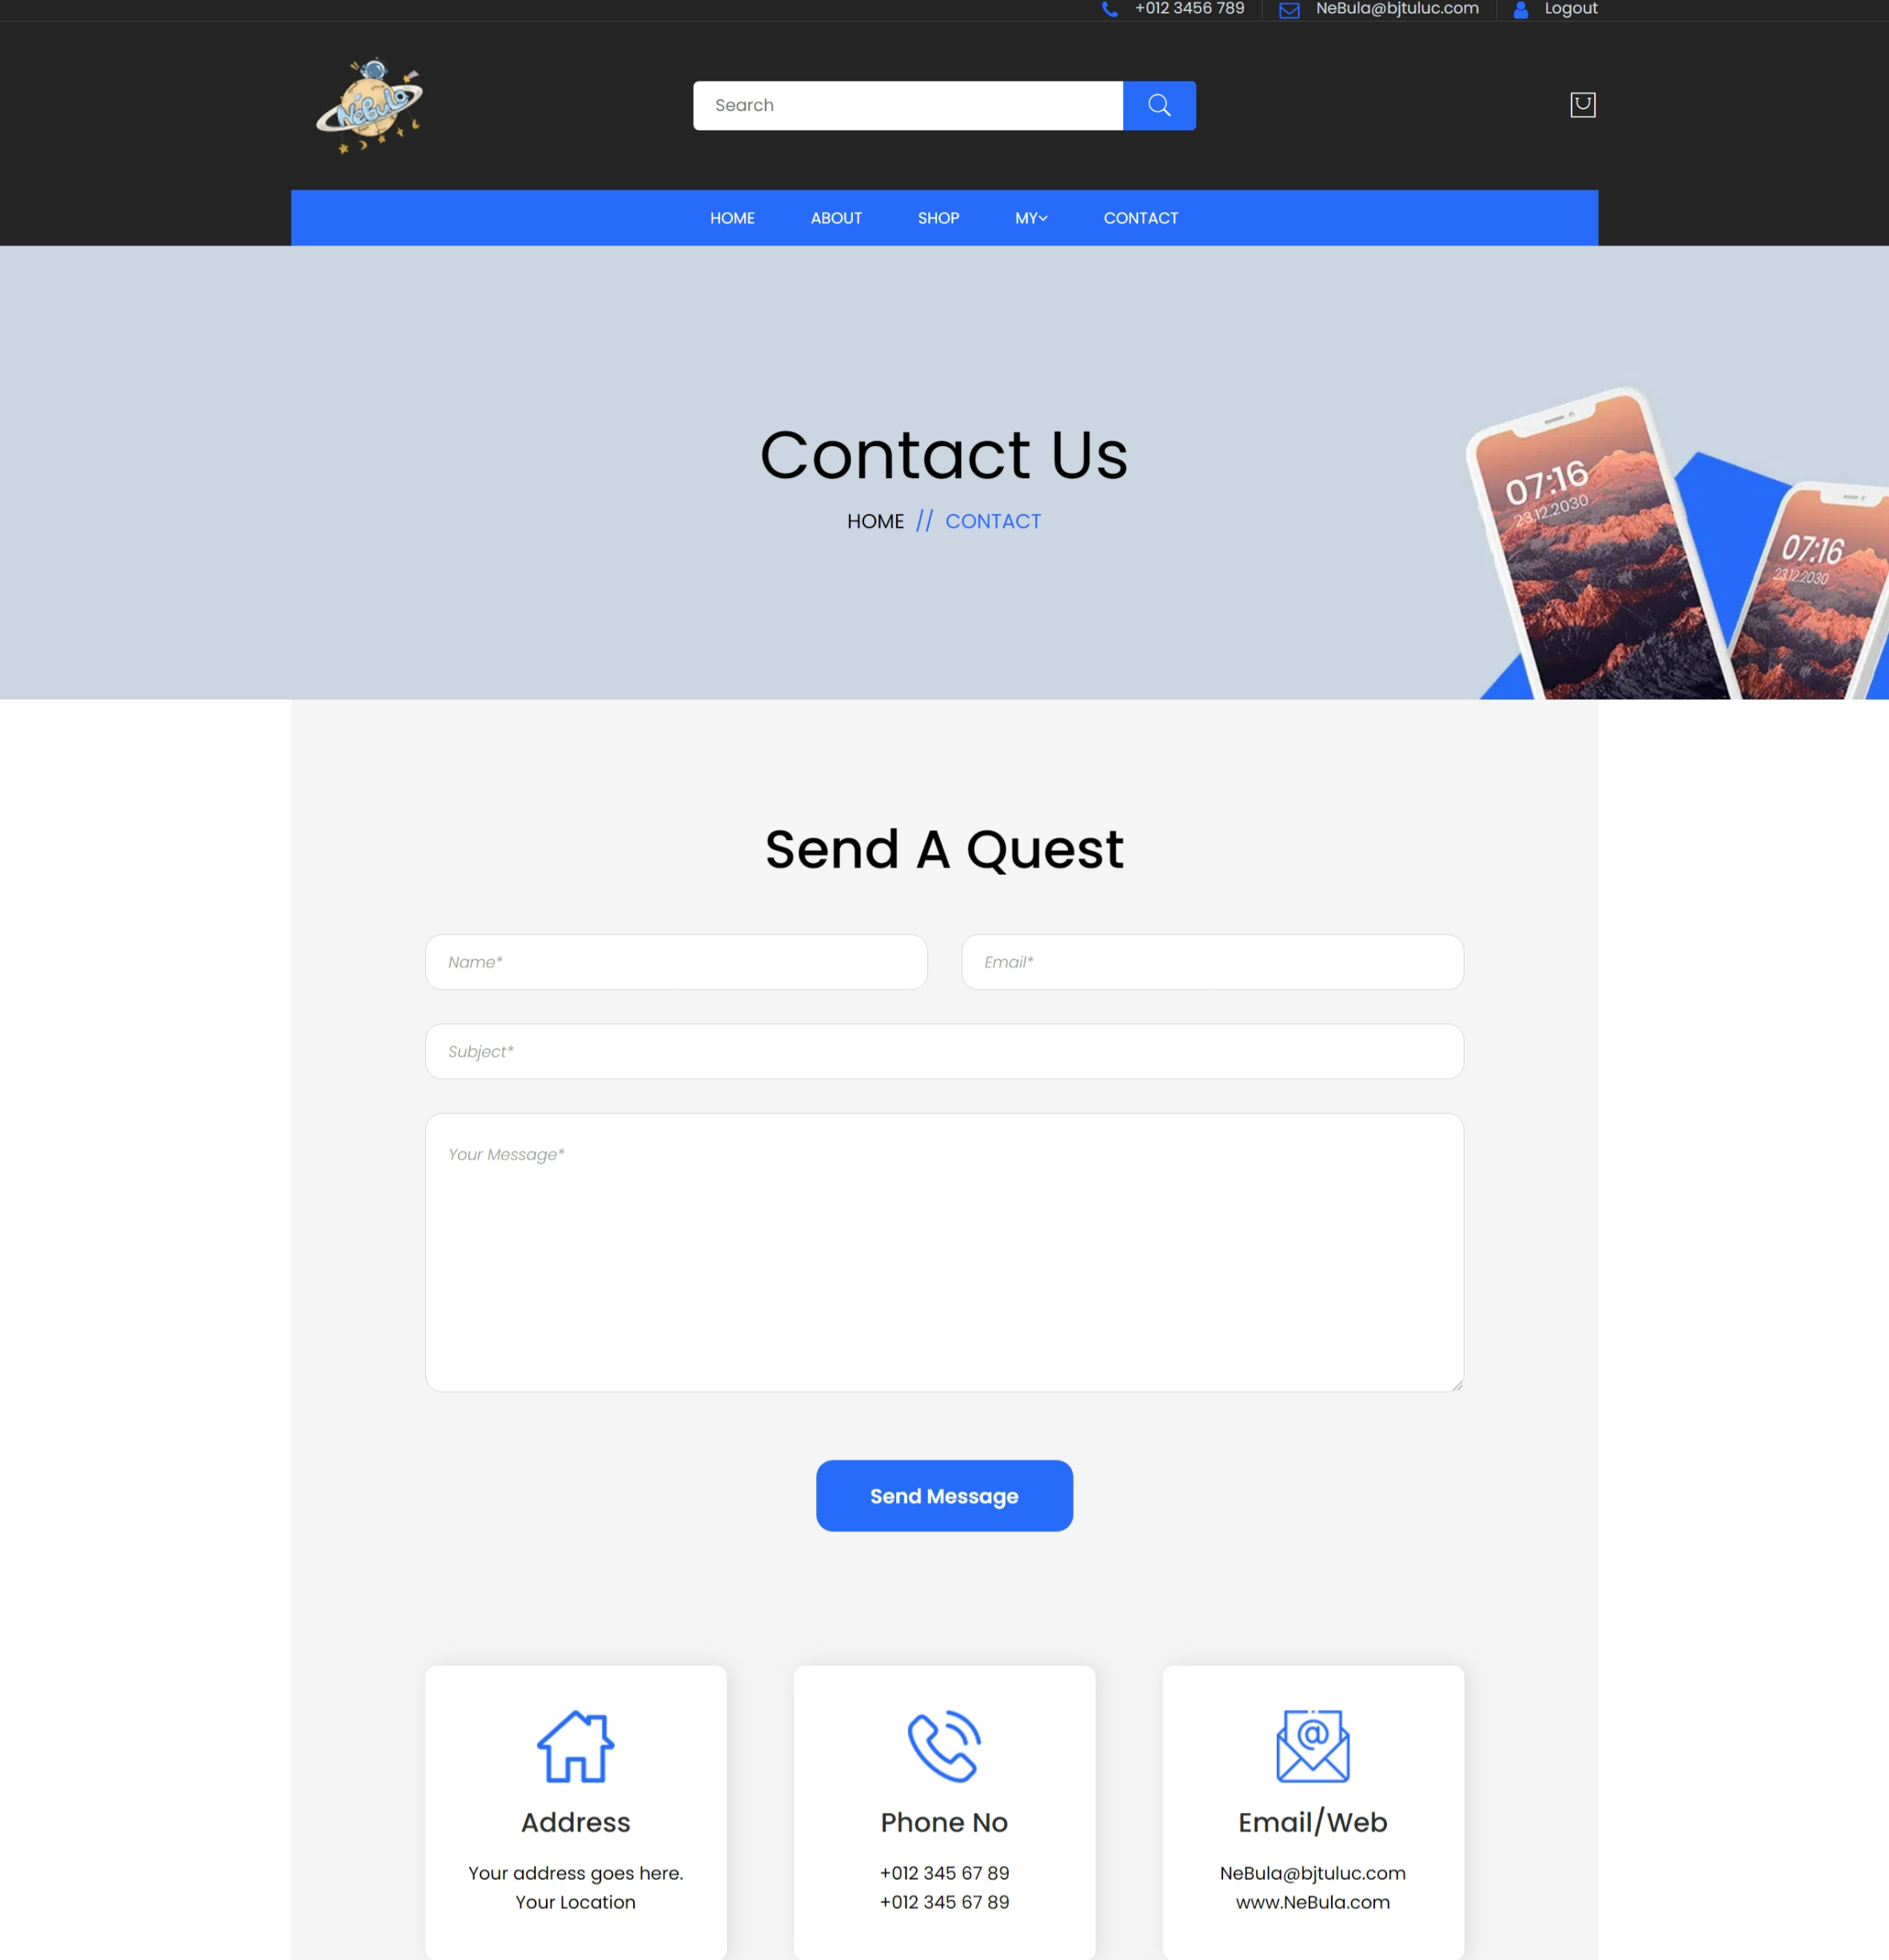 +012 3456 789 NeBula@bjtuluc.com Logout
NeBula
Search
HOME ABOUT SHOP MY CONTACT
Contact Us
HOME // CONTACT
07:16
23.12.2030
07:16
23.12.2030
Send A Quest
Name* Email*
Subject*
Your Message*
Send Message
Address
Your address goes here.
Your Location
Phone No
+012 345 67 89
+012 345 67 89
Email/Web
NeBula@bjtuluc.com
www.NeBula.com